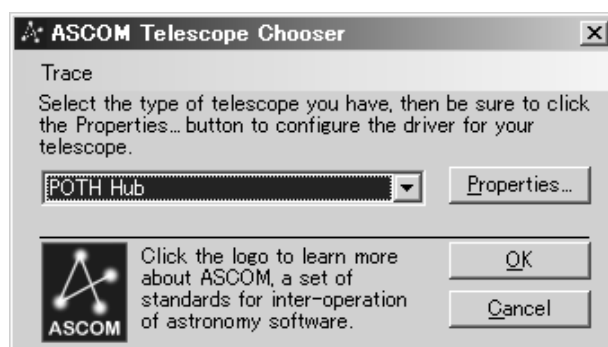 ASCOM Telescope Chooser
Trace
Select the type of telescope you have, then be sure to click
the Properties... button to configure the driver for your
telescope.
POTH Hub
Properties...
Click the logo to learn more
about ASCOM, a set of
standards for inter-operation
of astronomy software.
ASCOM
OK
Cancel